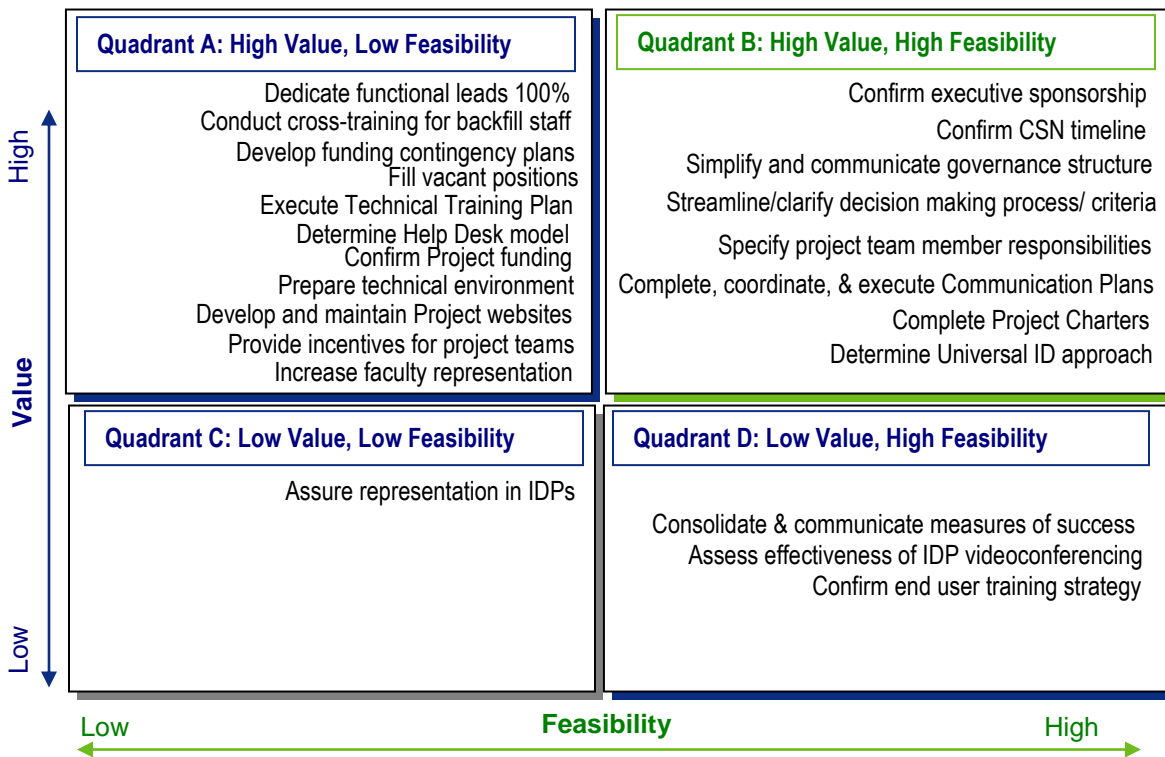 Quadrant A: High Value, Low Feasibility
Dedicate functional leads 100%
Conduct cross-training for backfill staff
Develop funding contingency plans
Fill vacant positions
Execute Technical Training Plan
Determine Help Desk model
Confirm Project funding
Prepare technical environment
Develop and maintain Project websites
Provide incentives for project teams
Increase faculty representation
Quadrant B: High Value, High Feasibility
Confirm executive sponsorship
Confirm CSN timeline
Simplify and communicate governance structure
Streamline/clarify decision making process/ criteria
Specify project team member responsibilities
Complete, coordinate, & execute Communication Plans
Complete Project Charters
Determine Universal ID approach
High
Value
Low
Quadrant C: Low Value, Low Feasibility
Assure representation in IDPs
Quadrant D: Low Value, High Feasibility
Consolidate & communicate measures of success
Assess effectiveness of IDP videoconferencing
Confirm end user training strategy
Low
Feasibility
High